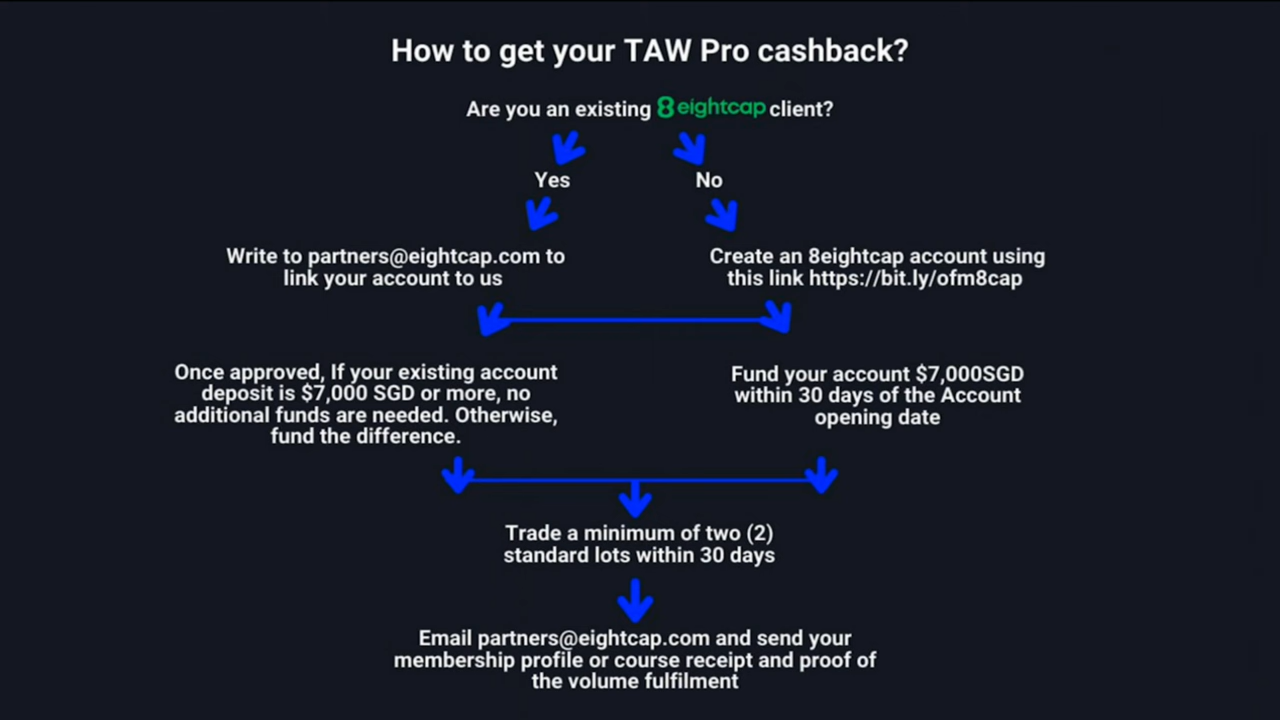 How to get your TAW Pro cashback?
Are you an existing 8eightcap client?
Yes
No
Write to partners@eightcap.com to
link your account to us
Create an 8eightcap account using
this link https://bit.ly/ofm8cap
Once approved, If your existing account
deposit is $7,000 SGD or more, no
additional funds are needed. Otherwise,
fund the difference.
Fund your account $7,000SGD
within 30 days of the Account
opening date
Trade a minimum of two (2)
standard lots within 30 days
Email partners@eightcap.com and send your
membership profile or course receipt and proof of
the volume fulfilment